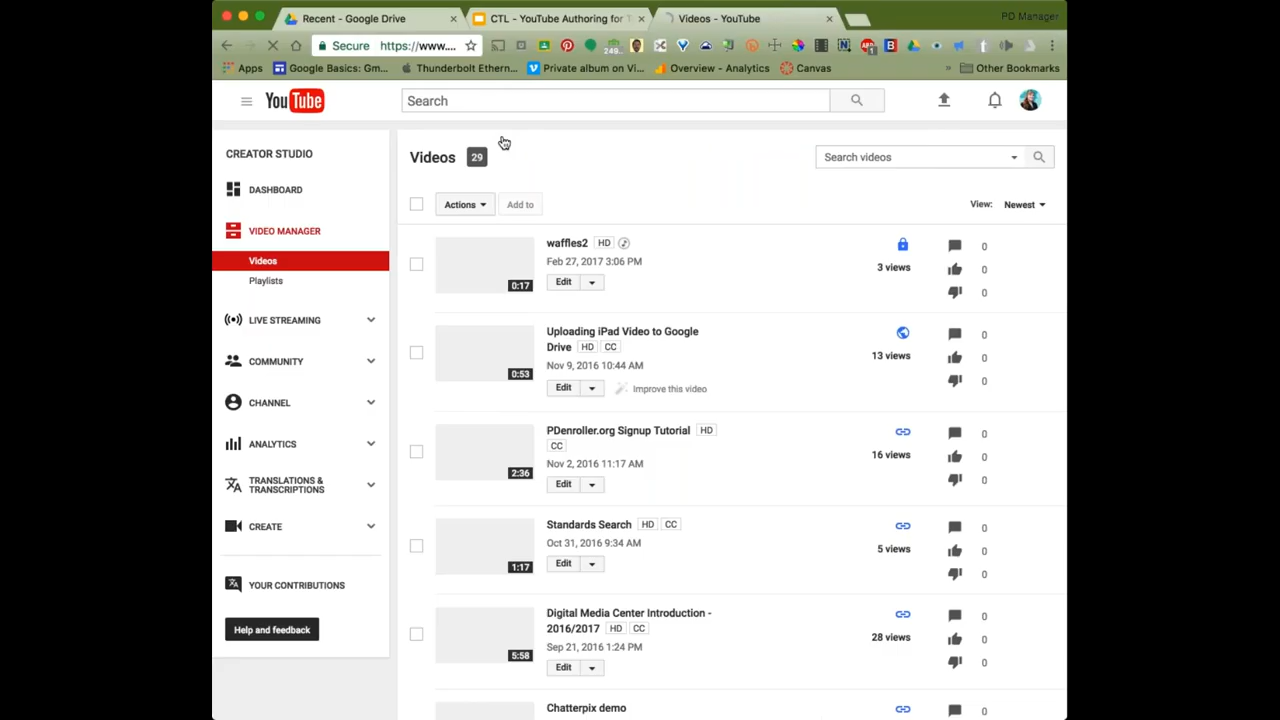 Recent - Google Drive
CTL - YouTube Authoring for T
Videos - YouTube
PD Manager
Secure https://www....
Apps
Google Basics: Gm...
Thunderbolt Ethern...
Private album on Vi...
Overview - Analytics
Canvas
»
Other Bookmarks
YouTube
Search
CREATOR STUDIO
DASHBOARD
VIDEO MANAGER
Videos
Playlists
LIVE STREAMING
COMMUNITY
CHANNEL
ANALYTICS
TRANSLATIONS &
TRANSCRIPTIONS
CREATE
YOUR CONTRIBUTIONS
Help and feedback
Videos 29
Search videos
Actions
Add to
View: Newest
0:17
waffles2 HD
Feb 27, 2017 3:06 PM
Edit
3 views
0
0
0
0:53
Uploading iPad Video to Google
Drive HD CC
Nov 9, 2016 10:44 AM
Edit
Improve this video
13 views
0
0
0
2:36
PDenroller.org Signup Tutorial HD
CC
Nov 2, 2016 11:17 AM
Edit
16 views
0
0
0
1:17
Standards Search HD CC
Oct 31, 2016 9:34 AM
Edit
5 views
0
0
0
5:58
Digital Media Center Introduction -
2016/2017 HD CC
Sep 21, 2016 1:24 PM
Edit
28 views
0
0
0
Chatterpix demo
0
9 views